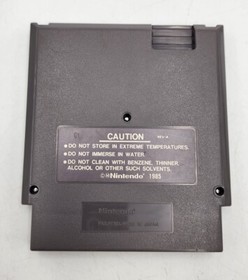 CAUTION
• DO NOT STORE IN EXTREME TEMPERATURES.
• DO NOT IMMERSE IN WATER.
• DO NOT CLEAN WITH BENZENE, THINNER,
ALCOHOL OR OTHER SUCH SOLVENTS.
© Nintendo 1985
Nintendo